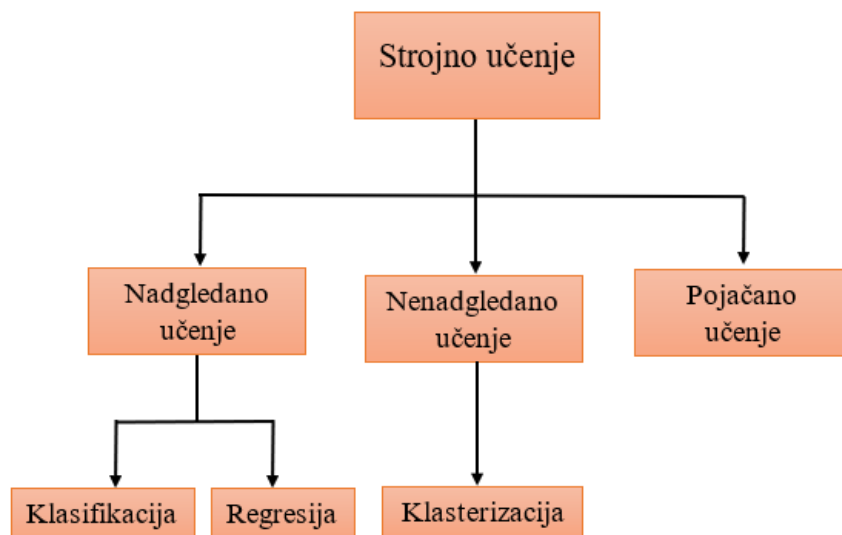 Strojno učenje
Nadgledano
učenje
Nenadgledano
učenje
Pojačano
učenje
Klasifikacija
Regresija
Klasterizacija